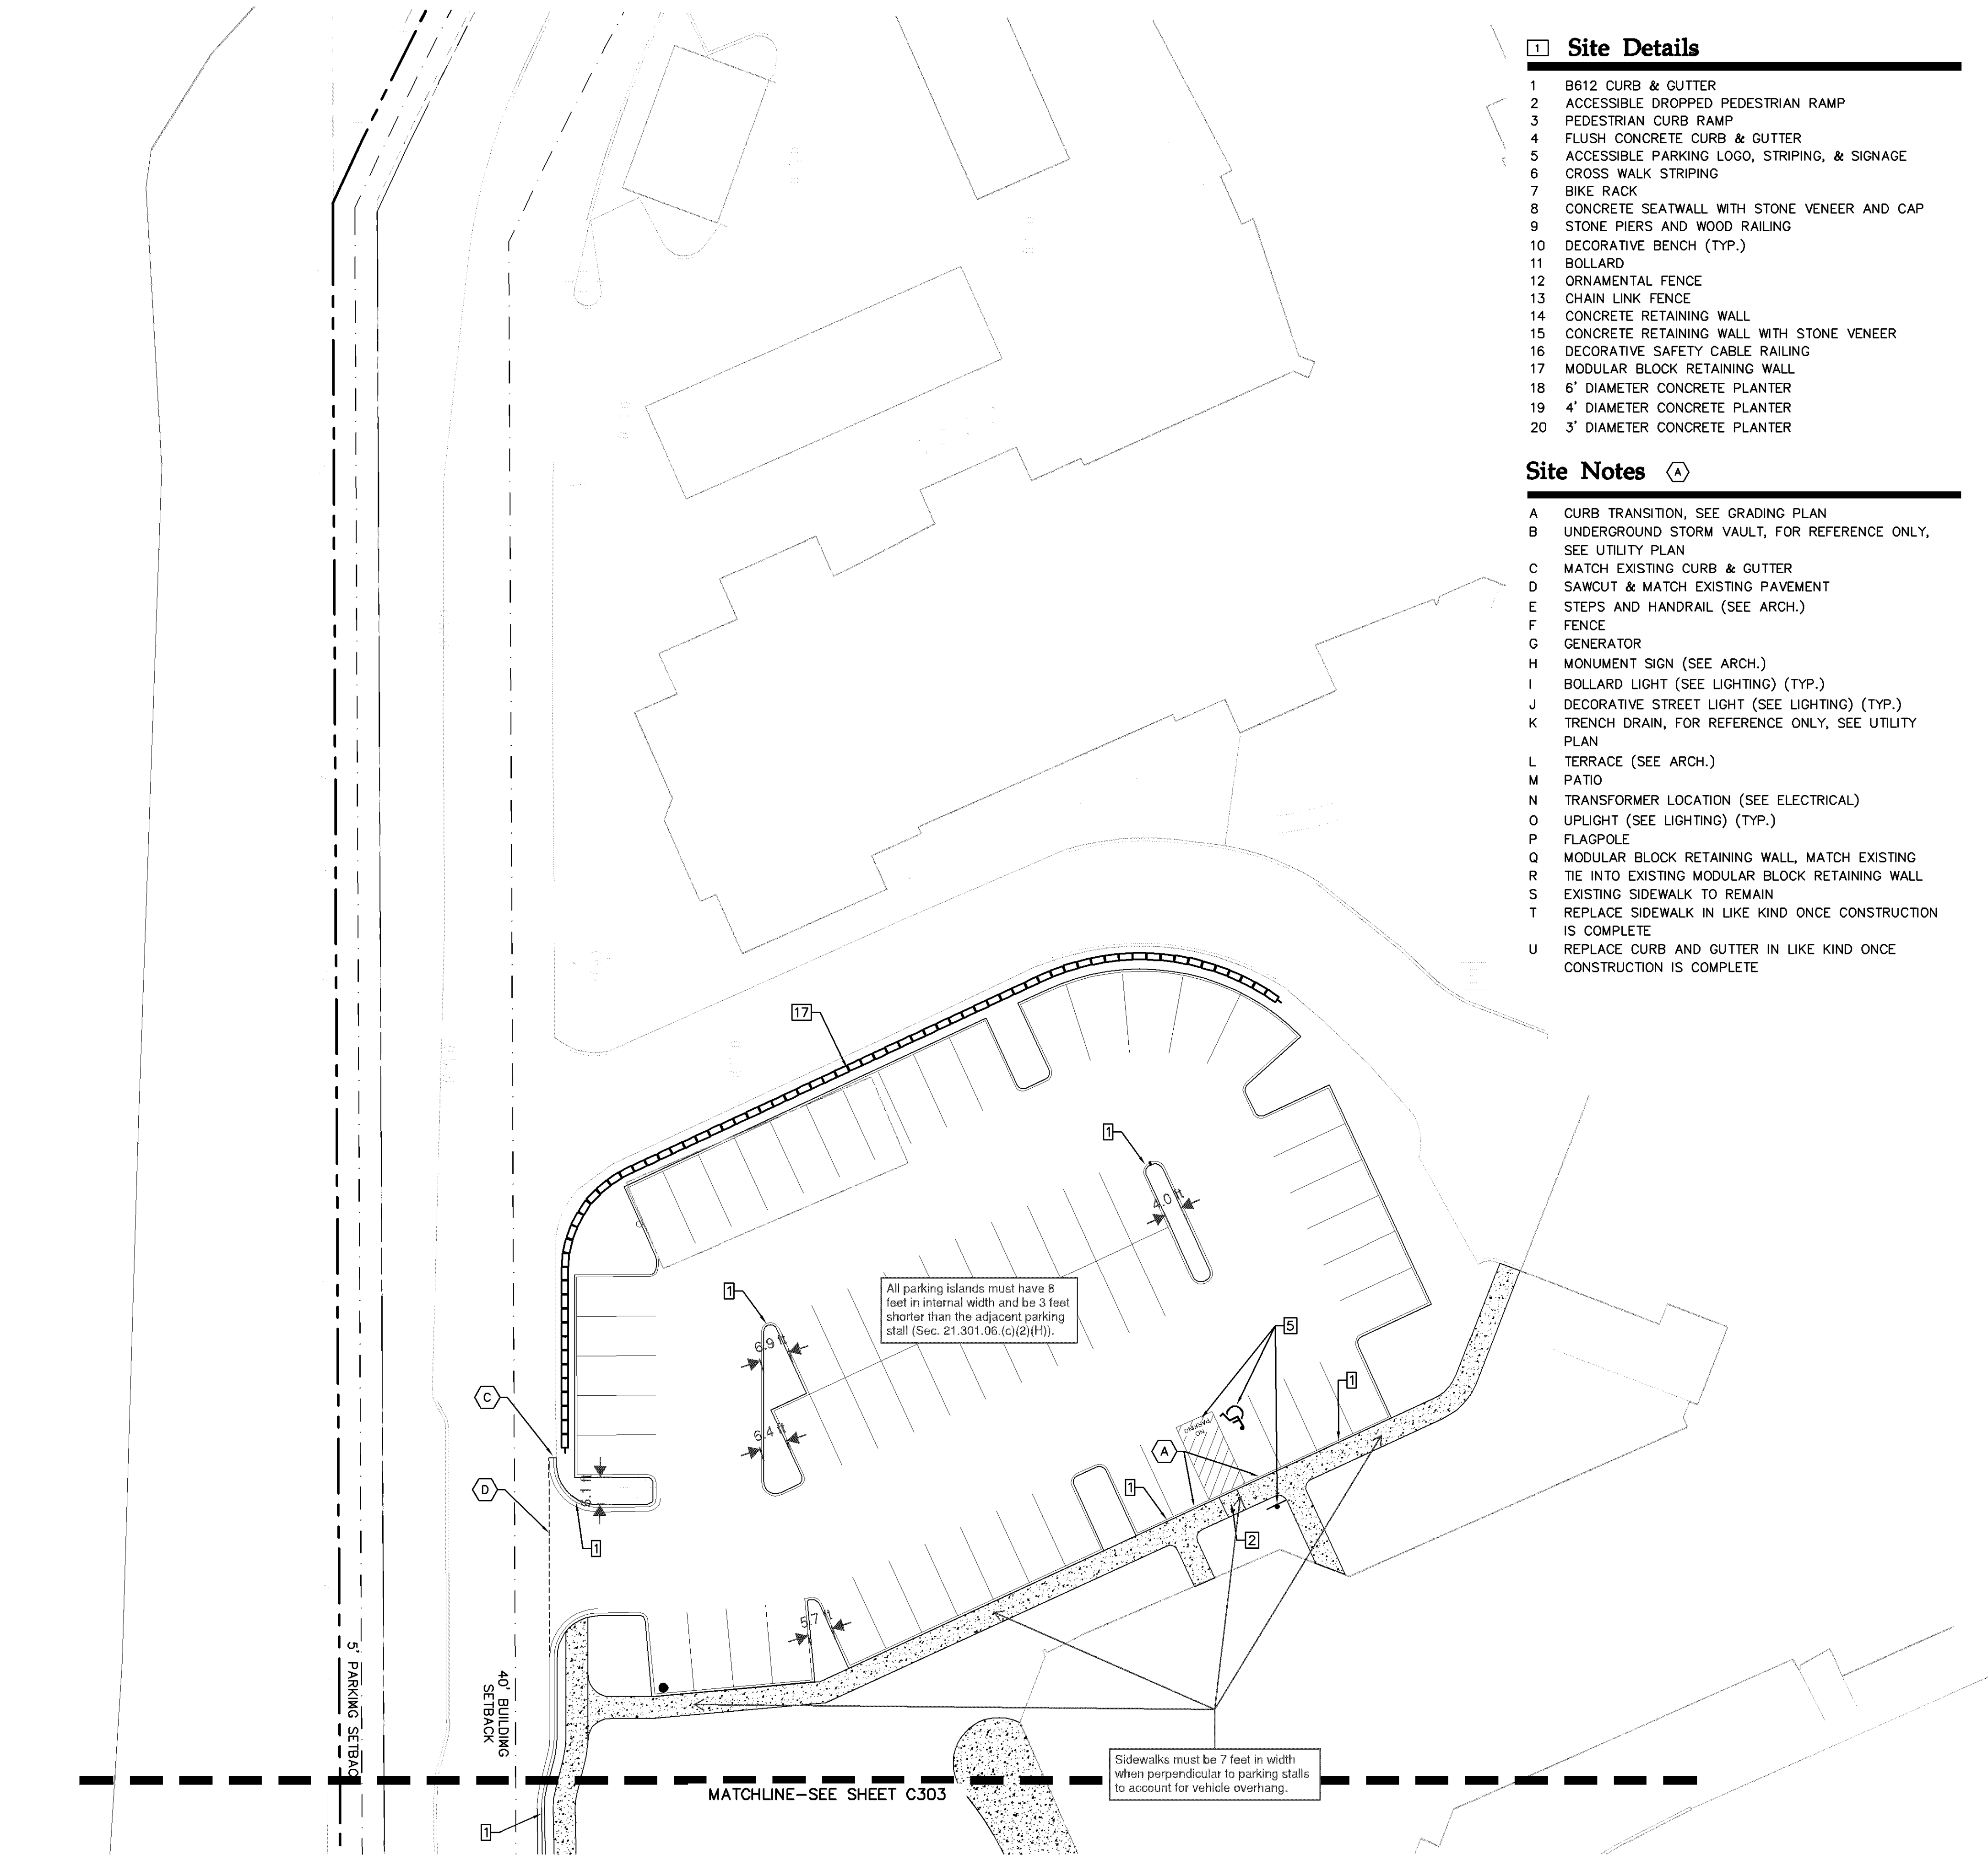 1 Site Details
1 B612 CURB & GUTTER
2 ACCESSIBLE DROPPED PEDESTRIAN RAMP
3 PEDESTRIAN CURB RAMP
4 FLUSH CONCRETE CURB & GUTTER
5 ACCESSIBLE PARKING LOGO, STRIPING, & SIGNAGE
6 CROSS WALK STRIPING
7 BIKE RACK
8 CONCRETE SEATWALL WITH STONE VENEER AND CAP
9 STONE PIERS AND WOOD RAILING
10 DECORATIVE BENCH (TYP.)
11 BOLLARD
12 ORNAMENTAL FENCE
13 CHAIN LINK FENCE
14 CONCRETE RETAINING WALL
15 CONCRETE RETAINING WALL WITH STONE VENEER
16 DECORATIVE SAFETY CABLE RAILING
17 MODULAR BLOCK RETAINING WALL
18 6' DIAMETER CONCRETE PLANTER
19 4' DIAMETER CONCRETE PLANTER
20 3' DIAMETER CONCRETE PLANTER
Site Notes A
A CURB TRANSITION, SEE GRADING PLAN
B UNDERGROUND STORM VAULT, FOR REFERENCE ONLY,
SEE UTILITY PLAN
C MATCH EXISTING CURB & GUTTER
D SAWCUT & MATCH EXISTING PAVEMENT
E STEPS AND HANDRAIL (SEE ARCH.)
F FENCE
G GENERATOR
H MONUMENT SIGN (SEE ARCH.)
I BOLLARD LIGHT (SEE LIGHTING) (TYP.)
J DECORATIVE STREET LIGHT (SEE LIGHTING) (TYP.)
K TRENCH DRAIN, FOR REFERENCE ONLY, SEE UTILITY
PLAN
L TERRACE (SEE ARCH.)
M PATIO
N TRANSFORMER LOCATION (SEE ELECTRICAL)
O UPLIGHT (SEE LIGHTING) (TYP.)
P FLAGPOLE
Q MODULAR BLOCK RETAINING WALL, MATCH EXISTING
R TIE INTO EXISTING MODULAR BLOCK RETAINING WALL
S EXISTING SIDEWALK TO REMAIN
T REPLACE SIDEWALK IN LIKE KIND ONCE CONSTRUCTION
IS COMPLETE
U REPLACE CURB AND GUTTER IN LIKE KIND ONCE
CONSTRUCTION IS COMPLETE
17
1
4.0 ft
1
All parking islands must have 8
feet in internal width and be 3 feet
shorter than the adjacent parking
stall (Sec. 21.301.06.(c)(2)(H)).
6.9 ft
5
1
C
NO
PARKING
6.4 ft
A
D
6.1 ft
1
1
2
5.7 ft
5' PARKING SETBAC
40' BUILDING
SETBACK
Sidewalks must be 7 feet in width
when perpendicular to parking stalls
to account for vehicle overhang.
MATCHLINE-SEE SHEET C303
1